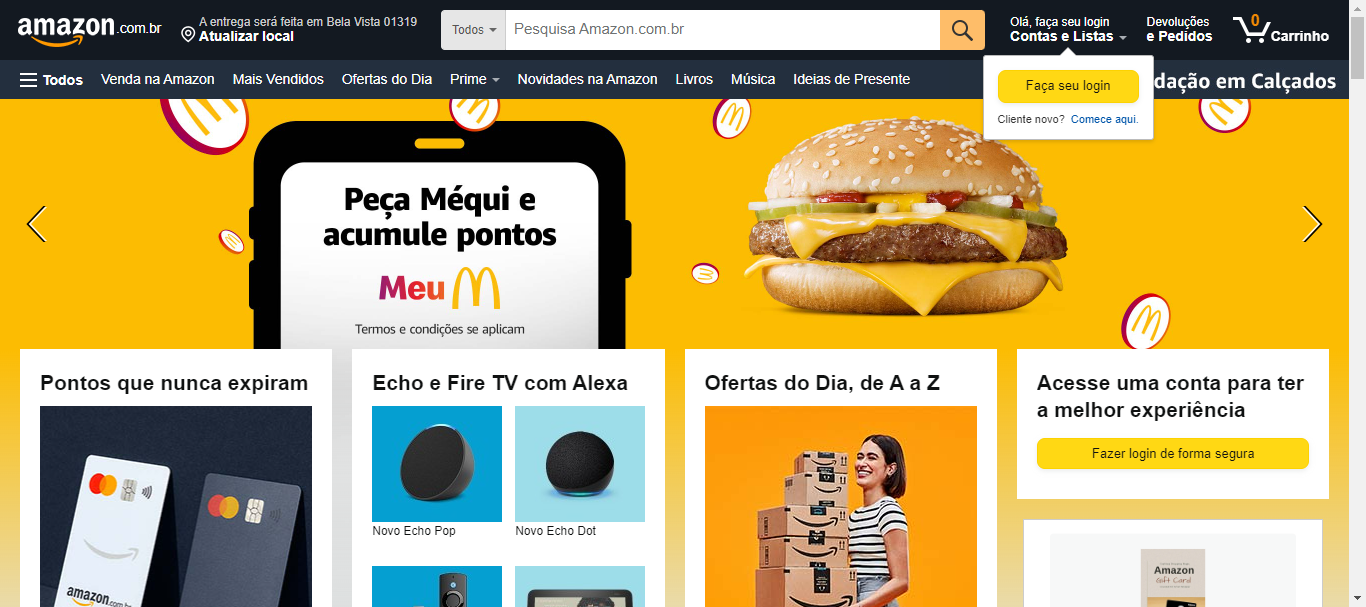 amazon.com.br
A entrega será feita em Bela Vista 01319
Atualizar local
Todos
Pesquisa Amazon.com.br
Olá, faça seu login
Contas e Listas
Devoluções
e Pedidos
0
Carrinho
Todos
Venda na Amazon
Mais Vendidos
Ofertas do Dia
Prime
Novidades na Amazon
Livros
Música
Ideias de Presente
dação em Calçados
Faça seu login
Cliente novo? Comece aqui.
Peça Méqui e
acumule pontos
Meu
Termos e condições se aplicam
Pontos que nunca expiram
amazon.com.br
Echo e Fire TV com Alexa
Novo Echo Pop
Novo Echo Dot
Ofertas do Dia, de A a Z
Acesse uma conta para ter
a melhor experiência
Fazer login de forma segura
Amazon
Gift Card